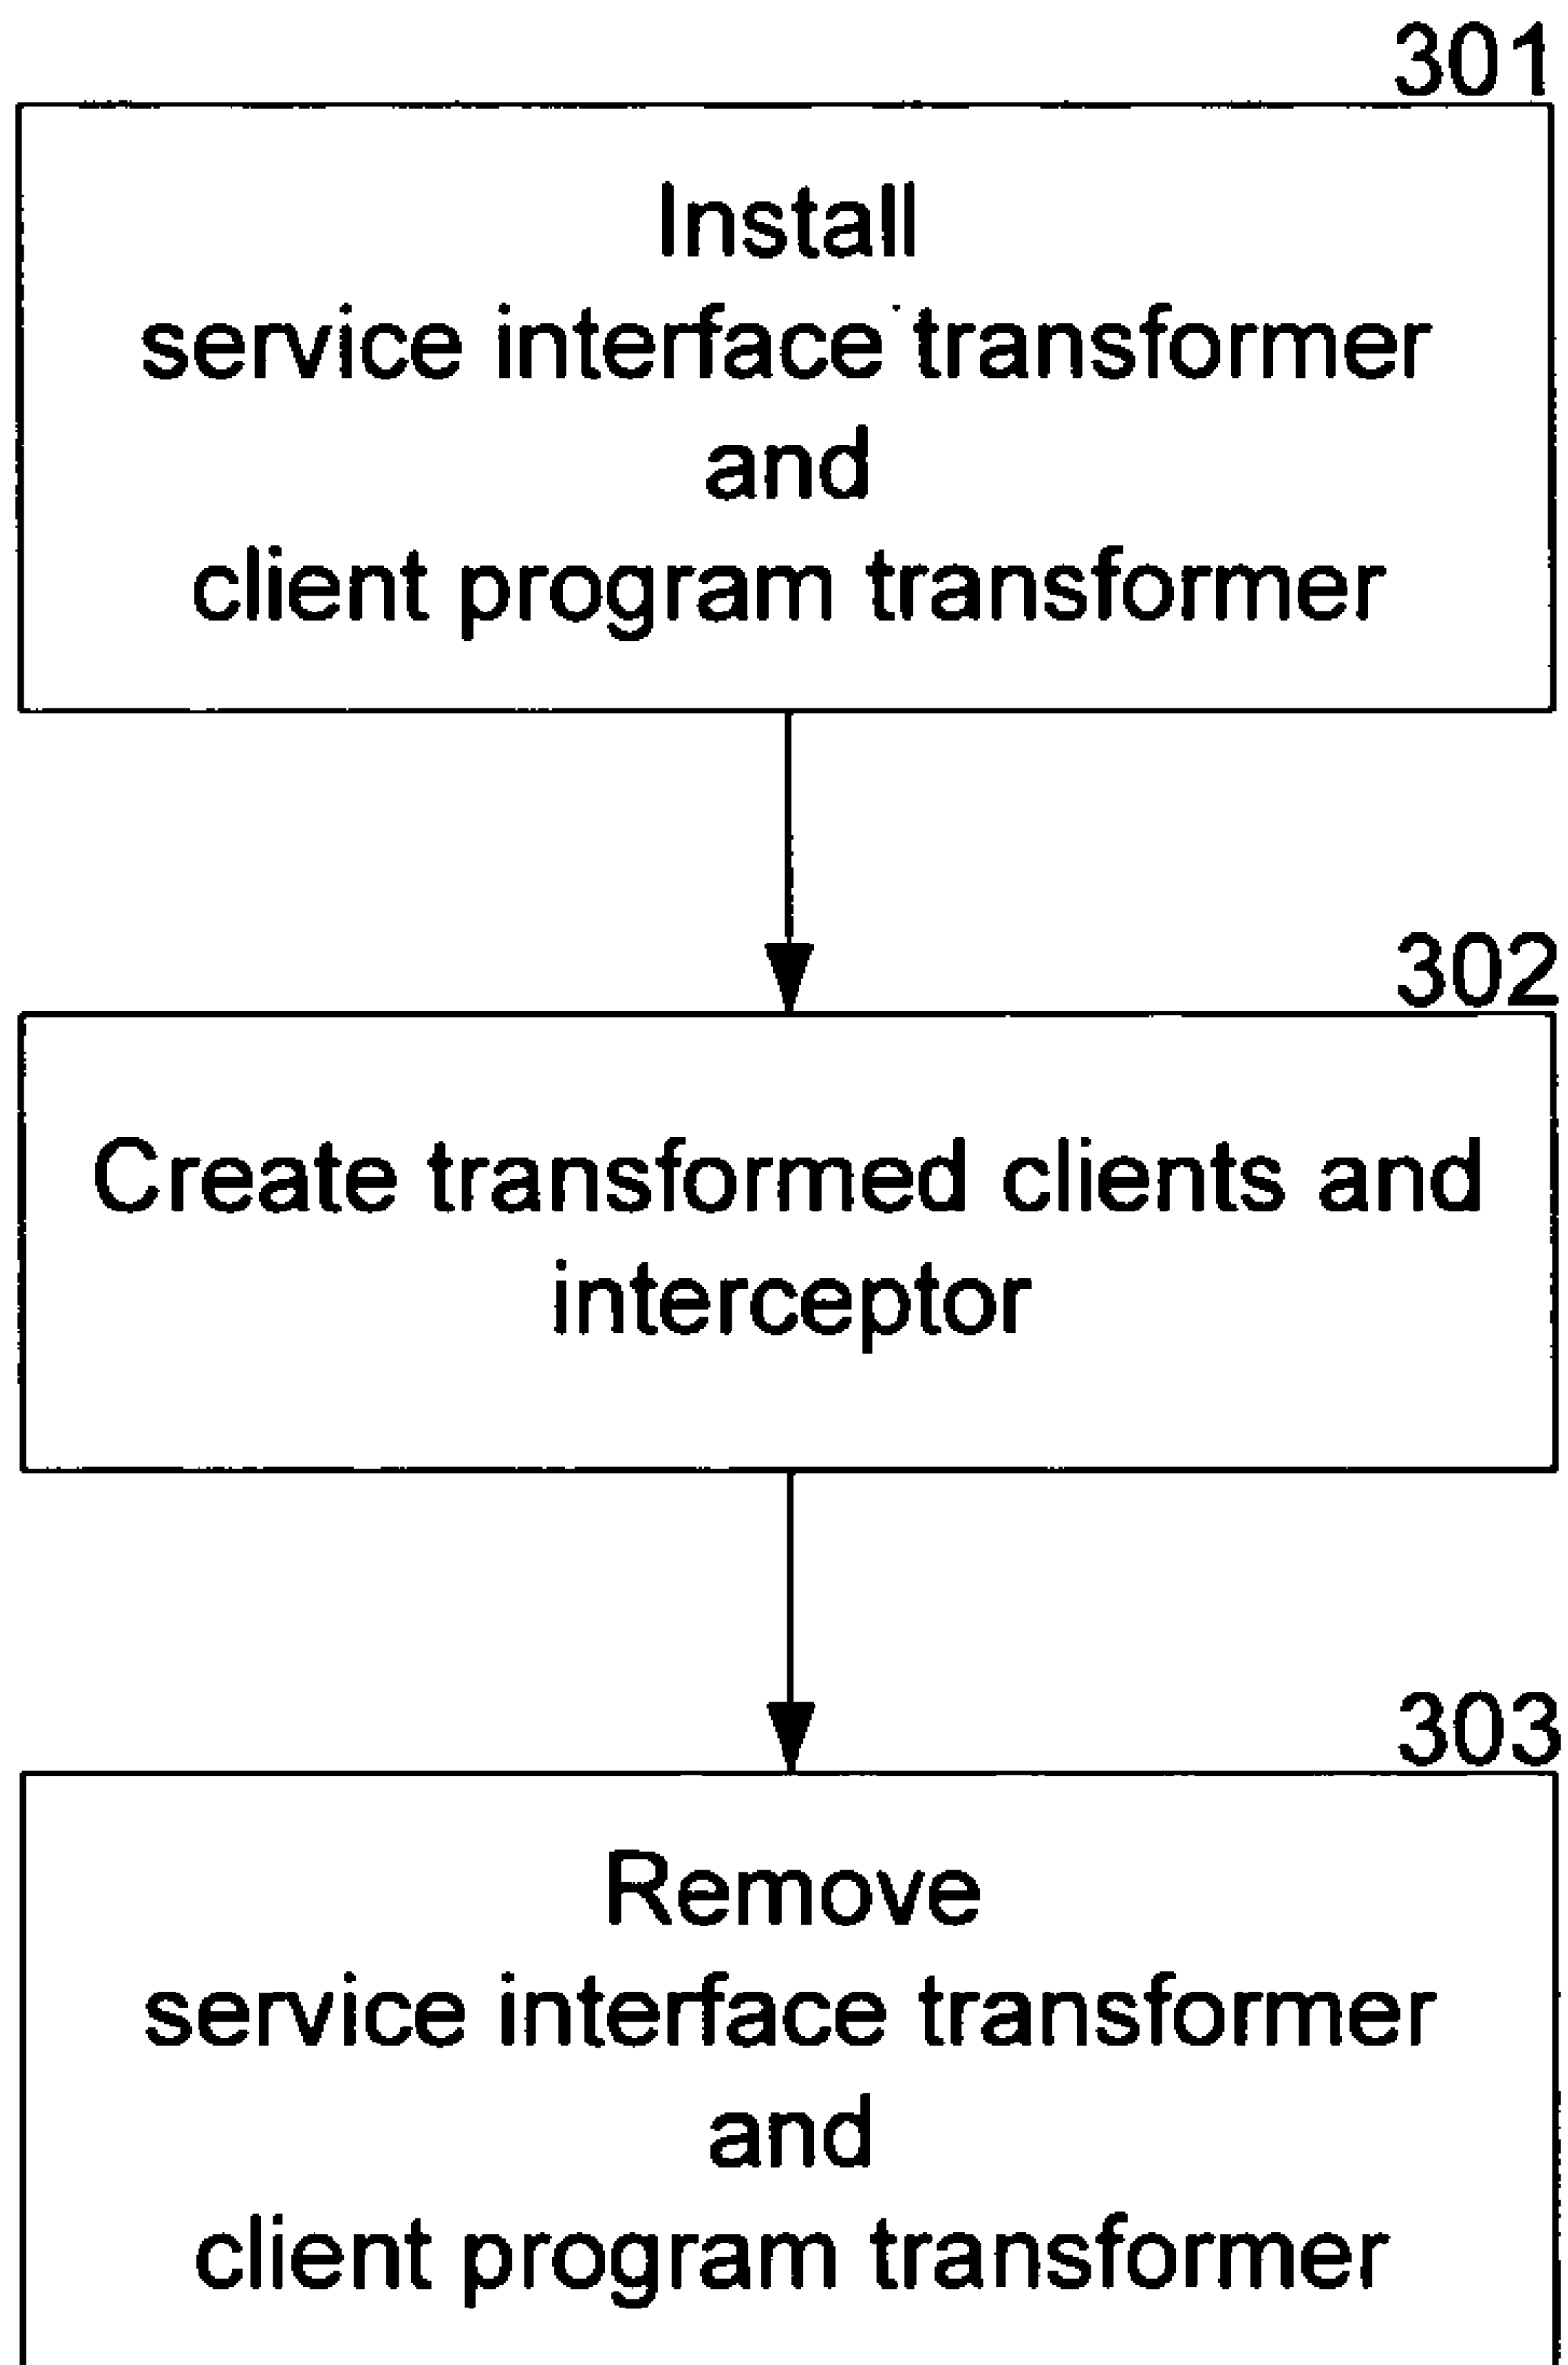 301
Install
service interface transformer
and
client program transformer
302
Create transformed clients and
interceptor
303
Remove
service interface transformer
and
client program transformer